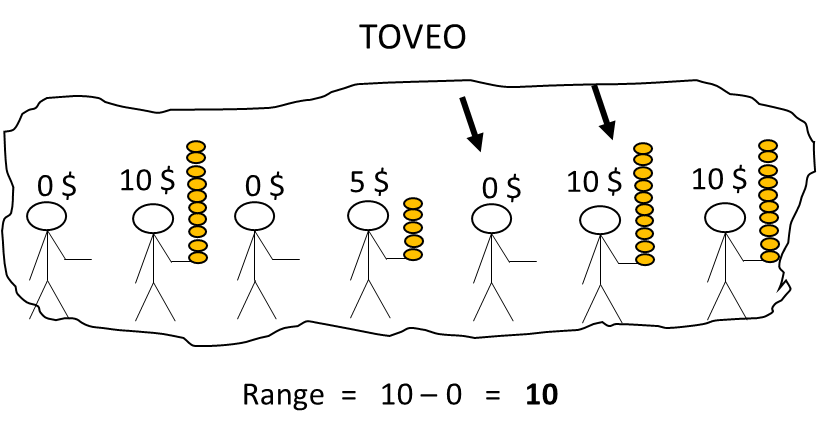 TOVEO
0 $ 10 $ 0 $ 5 $ 0 $ 10 $ 10 $
Range = 10 – 0 = 10